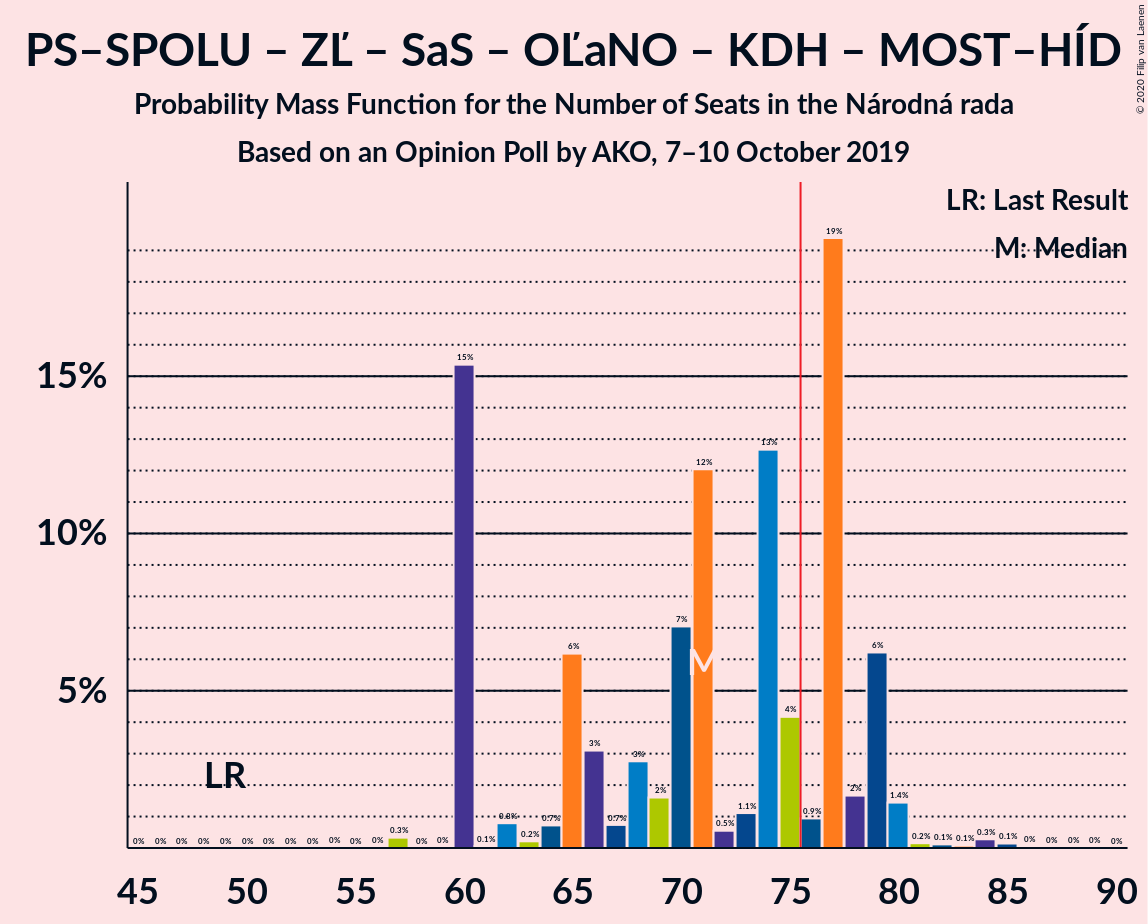 PS–SPOLU – ZĽ – SaS – OĽaNO – KDH – MOST–HÍD
Probability Mass Function for the Number of Seats in the Národná rada
Based on an Opinion Poll by AKO, 7–10 October 2019
© 2020 Filip van Laenen
LR: Last Result
M: Median
15%
10%
5%
LR
M
0% 0% 0% 0% 0% 0% 0% 0% 0% 0% 0% 0% 0.3% 0% 0% 15% 0.1% 0.8% 0.2% 0.7% 6% 3% 0.7% 3% 2% 7% 12% 0.5% 1.1% 13% 4% 0.9% 19% 2% 6% 1.4% 0.2% 0.1% 0.1% 0.3% 0.1% 0% 0% 0% 0% 0%
45 50 55 60 65 70 75 80 85 90